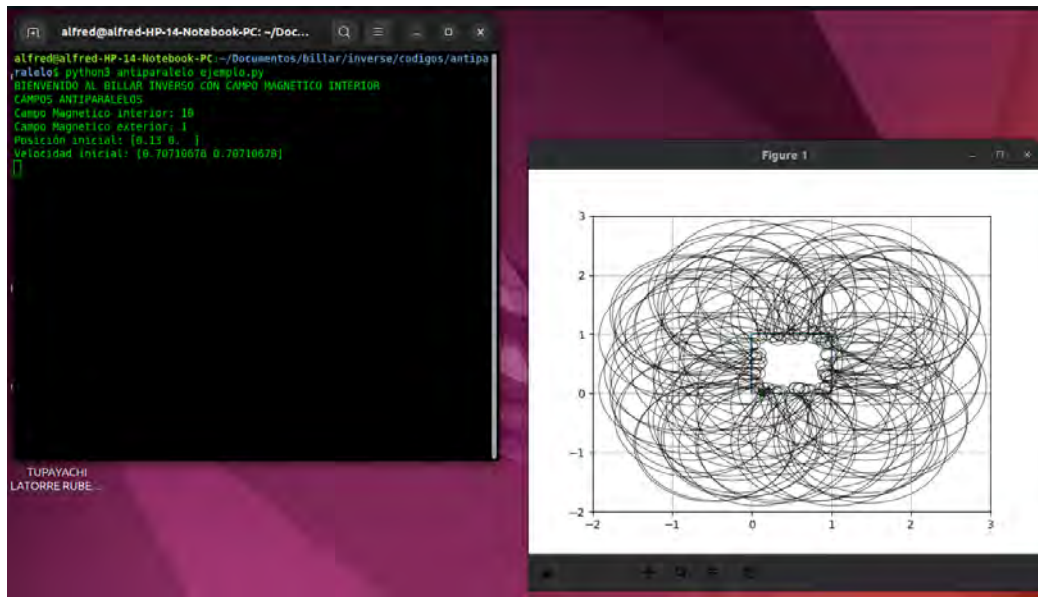 alfred@alfred-HP-14-Notebook-PC: ~/Doc...
alfred@alfred-HP-14-Notebook-PC:~/Documentos/billar/inverse/codigos/antipa
ralelo$ python3 antiparalelo_ejemplo.py
BIENVENIDO AL BILLAR INVERSO CON CAMPO MAGNETICO INTERIOR
CAMPOS ANTIPARALELOS
Campo Magnetico interior: 10
Campo Magnetico exterior: 1
Posición inicial: [0.13 0. ]
Velocidad inicial: [0.70710678 0.70710678]
TUPAYACHI
LATORRE RUBE...
Figure 1
3
2
1
0
−1
−2
−2 −1 0 1 2 3